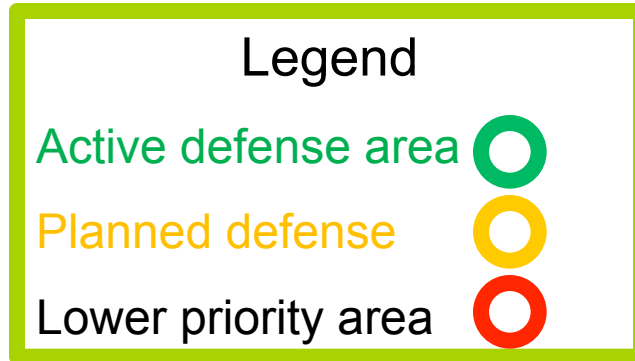 Legend
Active defense area
Planned defense
Lower priority area